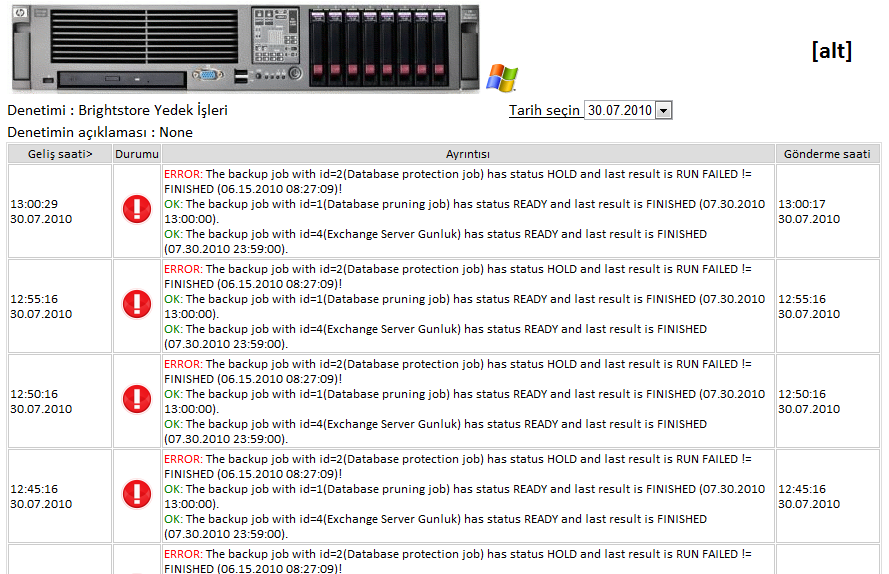 hp
[alt]
Denetimi : Brightstore Yedek İşleri
Tarih seçin 30.07.2010
Denetimin açıklaması : None
Geliş saati> Durumu Ayrıntısı Gönderme saati
13:00:29
30.07.2010
ERROR: The backup job with id=2(Database protection job) has status HOLD and last result is RUN FAILED !=
FINISHED (06.15.2010 08:27:09)!
OK: The backup job with id=1(Database pruning job) has status READY and last result is FINISHED (07.30.2010
13:00:00).
OK: The backup job with id=4(Exchange Server Gunluk) has status READY and last result is FINISHED
(07.30.2010 23:59:00).
13:00:17
30.07.2010
12:55:16
30.07.2010
ERROR: The backup job with id=2(Database protection job) has status HOLD and last result is RUN FAILED !=
FINISHED (06.15.2010 08:27:09)!
OK: The backup job with id=1(Database pruning job) has status READY and last result is FINISHED (07.30.2010
13:00:00).
OK: The backup job with id=4(Exchange Server Gunluk) has status READY and last result is FINISHED
(07.30.2010 23:59:00).
12:55:16
30.07.2010
12:50:16
30.07.2010
ERROR: The backup job with id=2(Database protection job) has status HOLD and last result is RUN FAILED !=
FINISHED (06.15.2010 08:27:09)!
OK: The backup job with id=1(Database pruning job) has status READY and last result is FINISHED (07.30.2010
13:00:00).
OK: The backup job with id=4(Exchange Server Gunluk) has status READY and last result is FINISHED
(07.30.2010 23:59:00).
12:50:16
30.07.2010
12:45:16
30.07.2010
ERROR: The backup job with id=2(Database protection job) has status HOLD and last result is RUN FAILED !=
FINISHED (06.15.2010 08:27:09)!
OK: The backup job with id=1(Database pruning job) has status READY and last result is FINISHED (07.30.2010
13:00:00).
OK: The backup job with id=4(Exchange Server Gunluk) has status READY and last result is FINISHED
(07.30.2010 23:59:00).
12:45:16
30.07.2010
ERROR: The backup job with id=2(Database protection job) has status HOLD and last result is RUN FAILED !=
FINISHED (06.15.2010 08:27:09)!